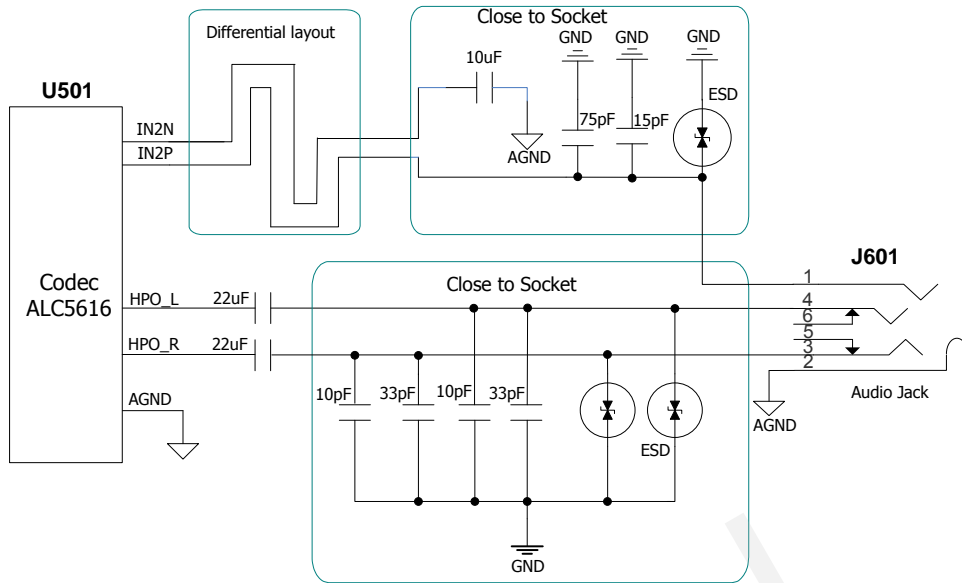 Close to Socket
Differential layout
GND
GND
GND
10uF
ESD
U501
75pF
15pF
IN2N
IN2P
AGND
J601
Close to Socket
1
Codec
ALC5616
HPO_L
22uF
4
6
5
HPO_R
22uF
3
2
10pF
33pF
10pF
33pF
Audio Jack
AGND
AGND
ESD
GND